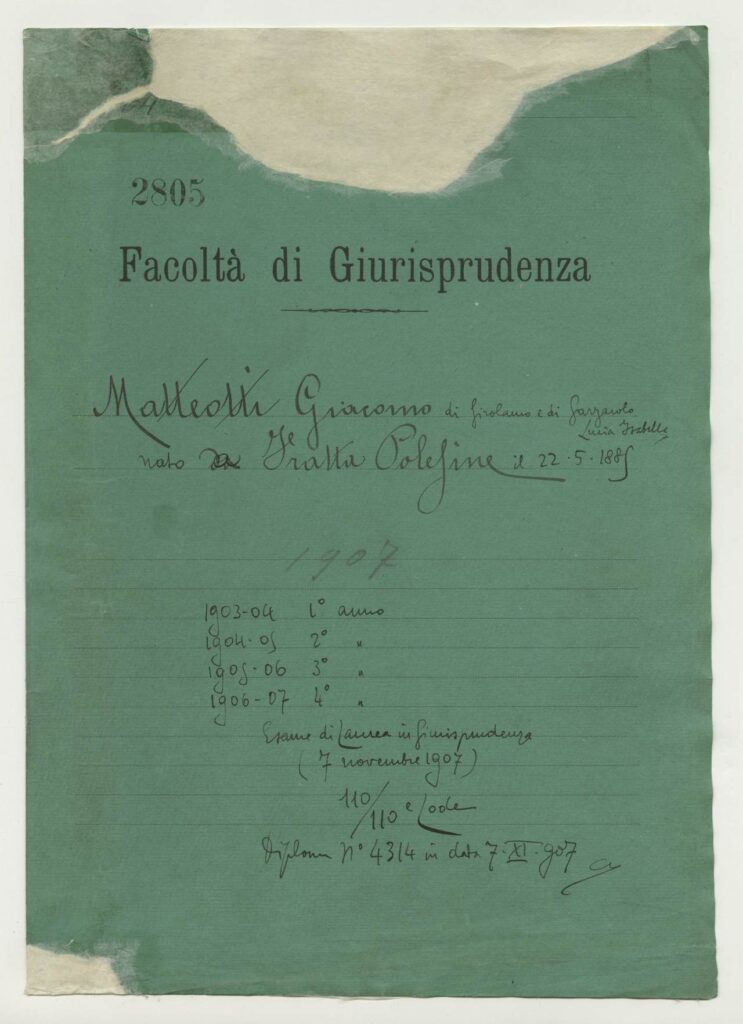 4
2805
Facoltà di Giurisprudenza
Matteotti Giacomo di Girolamo e di Garzarolo
Lucia Isabella
nato a Fratta Polesine il 22·5·1885
1907
1903-04 1° anno
1904-05 2° "
1905-06 3° "
1906-07 4° "
Esame di Laurea in Giurisprudenza
(7 novembre 1907)
110/110 e Lode
Diploma N° 4314 in data 7·XI·907